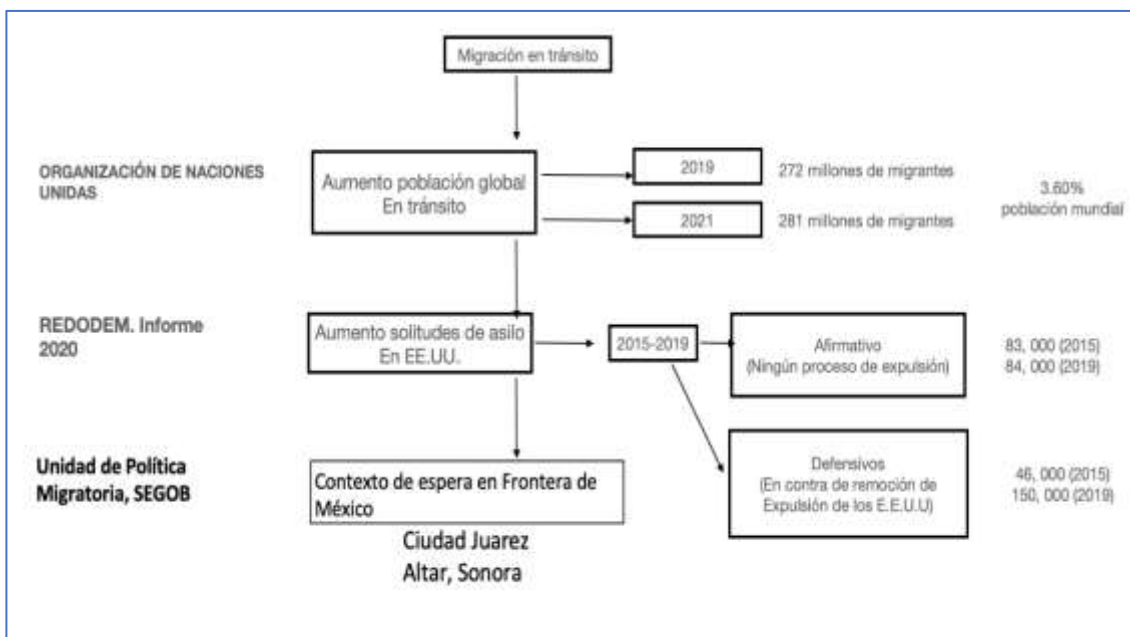 Migración en tránsito
ORGANIZACIÓN DE NACIONES
UNIDAS
Aumento población global
En tránsito
2019
272 millones de migrantes
2021
281 millones de migrantes
3.60%
población mundial
REDODEM. Informe
2020
Aumento solitudes de asilo
En EE.UU.
2015-2019
Afirmativo
(Ningún proceso de expulsión)
83, 000 (2015)
84, 000 (2019)
Unidad de Política
Migratoria, SEGOB
Contexto de espera en Frontera de
México
Ciudad Juarez
Altar, Sonora
Defensivos
(En contra de remoción de
Expulsión de los E.E.U.U)
46, 000 (2015)
150, 000 (2019)